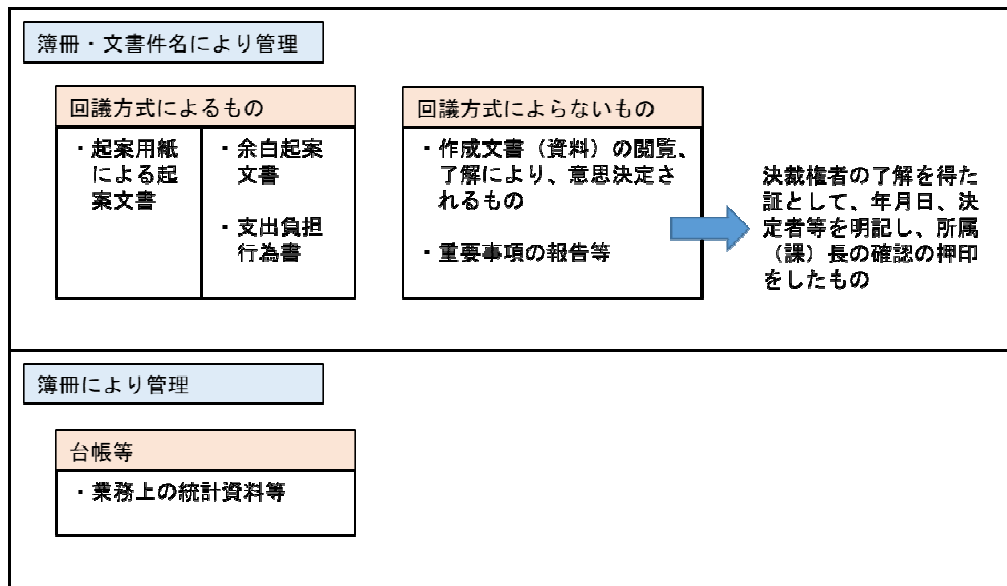 簿冊・文書件名により管理
回議方式によるもの
・起案用紙
による起
案文書
・余白起案
文書
・支出負担
行為書
回議方式によらないもの
・作成文書（資料）の閲覧、
了解により、意思決定さ
れるもの
・重要事項の報告等
決裁権者の了解を得た
証として、年月日、決
定者等を明記し、所属
（課）長の確認の押印
をしたもの
簿冊により管理
台帳等
・業務上の統計資料等